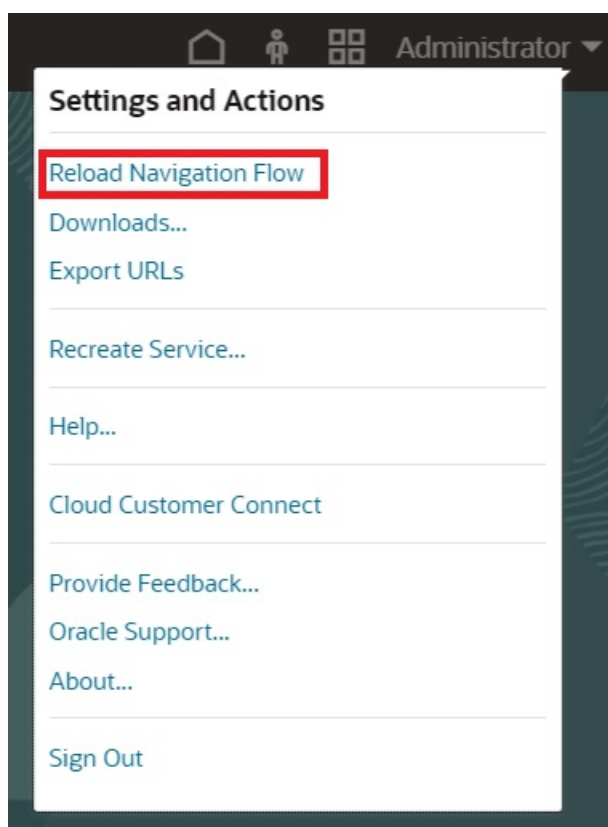 Administrator
Settings and Actions
Reload Navigation Flow
Downloads...
Export URLs
Recreate Service...
Help...
Cloud Customer Connect
Provide Feedback...
Oracle Support...
About...
Sign Out